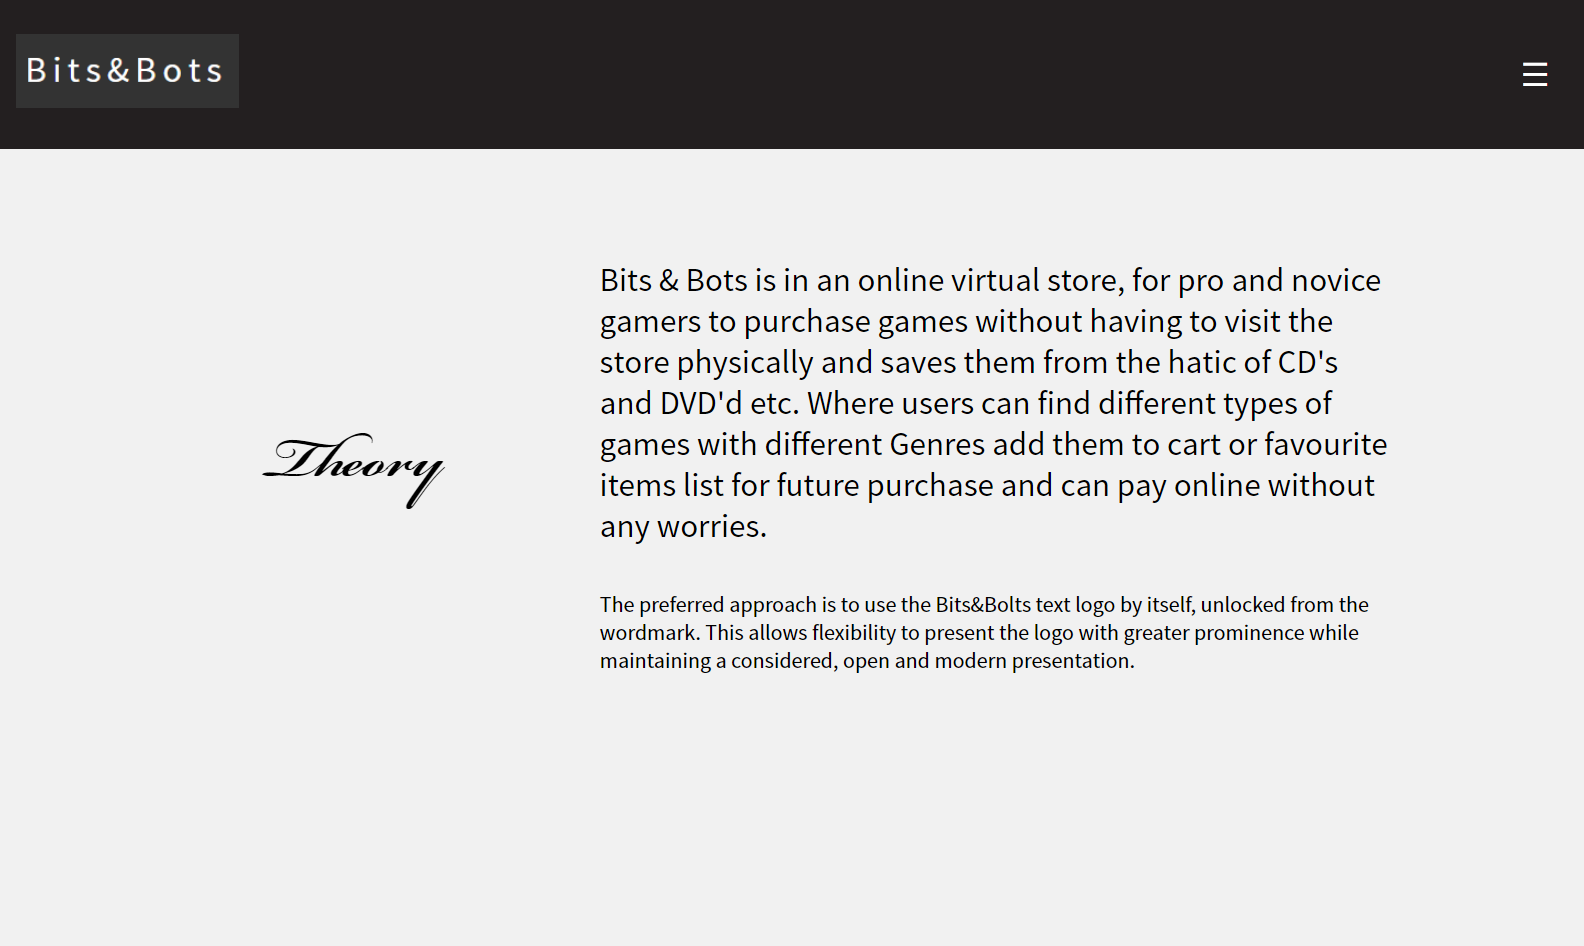 Bits&Bots
☰
Theory
Bits & Bots is in an online virtual store, for pro and novice
gamers to purchase games without having to visit the
store physically and saves them from the hatic of CD's
and DVD'd etc. Where users can find different types of
games with different Genres add them to cart or favourite
items list for future purchase and can pay online without
any worries.
The preferred approach is to use the Bits&Bolts text logo by itself, unlocked from the
wordmark. This allows flexibility to present the logo with greater prominence while
maintaining a considered, open and modern presentation.